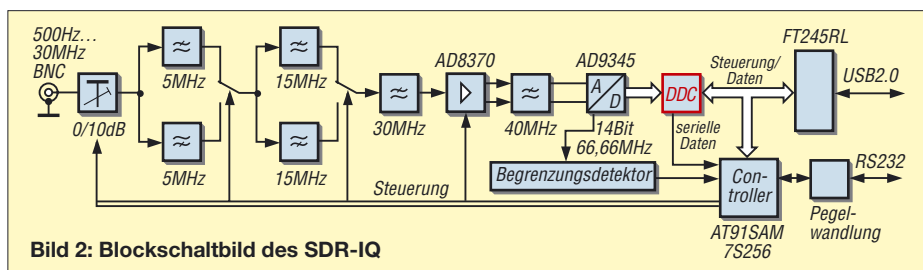 500Hz…
30MHz
BNC
0/10dB
5MHz
5MHz
15MHz
15MHz
30MHz
AD8370
40MHz
AD9345
A
D
14Bit
66,66MHz
DDC
serielle
Daten
Steuerung/
Daten
FT245RL
USB2.0
Begrenzungsdetektor
Steuerung
Con-
troller
AT91SAM
7S256
RS232
Pegel-
wandlung
Bild 2: Blockschaltbild des SDR-IQ